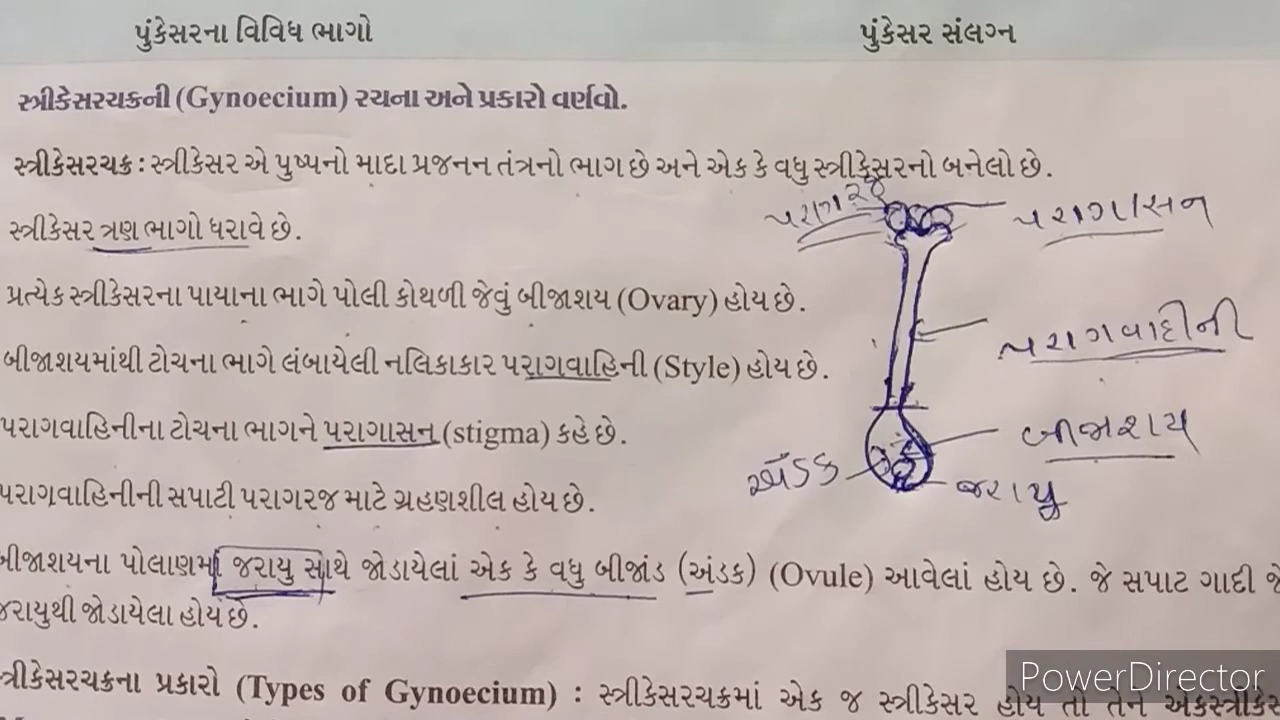 પુંકેસરના વિવિધ ભાગો
પુંકેસર સંલગ્ન
સ્ત્રીકેસરચક્રની (Gynoecium) રચના અને પ્રકારો વર્ણવો.
સ્ત્રીકેસરચક્ર : સ્ત્રીકેસર એ પુષ્પનો માદા પ્રજનન તંત્રનો ભાગ છે અને એક કે વધુ સ્ત્રીકેસરનો બનેલો છે.
પરાગરજ
પરાગાસન
સ્ત્રીકેસર ત્રણ ભાગો ધરાવે છે.
પ્રત્યેક સ્ત્રીકેસરના પાયાના ભાગે પોલી કોથળી જેવું બીજાશય (Ovary) હોય છે.
પરાગવાહીની
બીજાશયમાંથી ટોચના ભાગે લંબાયેલી નલિકાકાર પરાગવાહિની (Style) હોય છે.
પરાગવાહિનીના ટોચના ભાગને પરાગાસન (stigma) કહે છે.
બીજાશય
અંડક
જરાયુ
પરાગવાહિનીની સપાટી પરાગરજ માટે ગ્રહણશીલ હોય છે.
બીજાશયના પોલાણમાં જરાયુ સાથે જોડાયેલાં એક કે વધુ બીજાંડ (અંડક) (Ovule) આવેલાં હોય છે. જે સપાટ ગાદી
જરાયુથી જોડાયેલા હોય છે.
સ્ત્રીકેસરચક્રના પ્રકારો (Types of Gynoecium) : સ્ત્રીકેસરચક્રમાં એક જ સ્ત્રીકેસર હોય તો તેને
PowerDirector